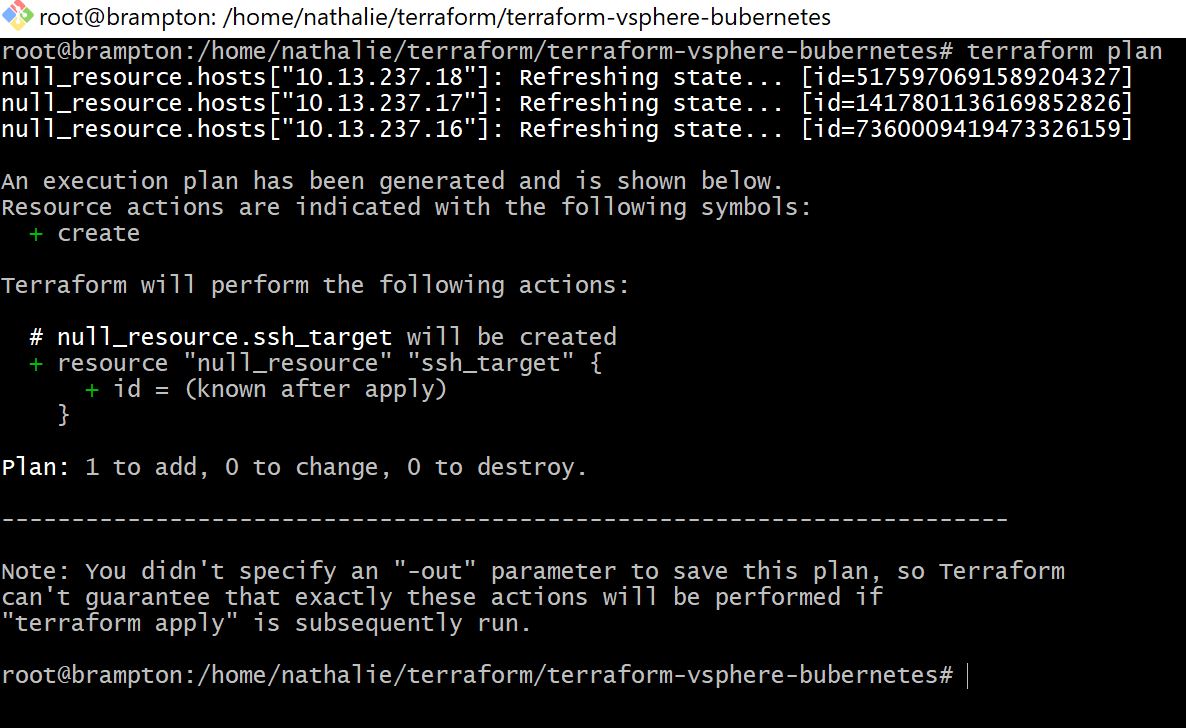 root@brampton: /home/nathalie/terraform/terraform-vsphere-bubernetes
root@brampton:/home/nathalie/terraform/terraform-vsphere-bubernetes# terraform plan
null_resource.hosts["10.13.237.18"]: Refreshing state... [id=5175970691589204327]
null_resource.hosts["10.13.237.17"]: Refreshing state... [id=1417801136169852826]
null_resource.hosts["10.13.237.16"]: Refreshing state... [id=7360009419473326159]
An execution plan has been generated and is shown below.
Resource actions are indicated with the following symbols:
  + create
Terraform will perform the following actions:
  # null_resource.ssh_target will be created
  + resource "null_resource" "ssh_target" {
      + id = (known after apply)
    }
Plan: 1 to add, 0 to change, 0 to destroy.
------------------------------------------------------------------------
Note: You didn't specify an "-out" parameter to save this plan, so Terraform
can't guarantee that exactly these actions will be performed if
"terraform apply" is subsequently run.
root@brampton:/home/nathalie/terraform/terraform-vsphere-bubernetes#